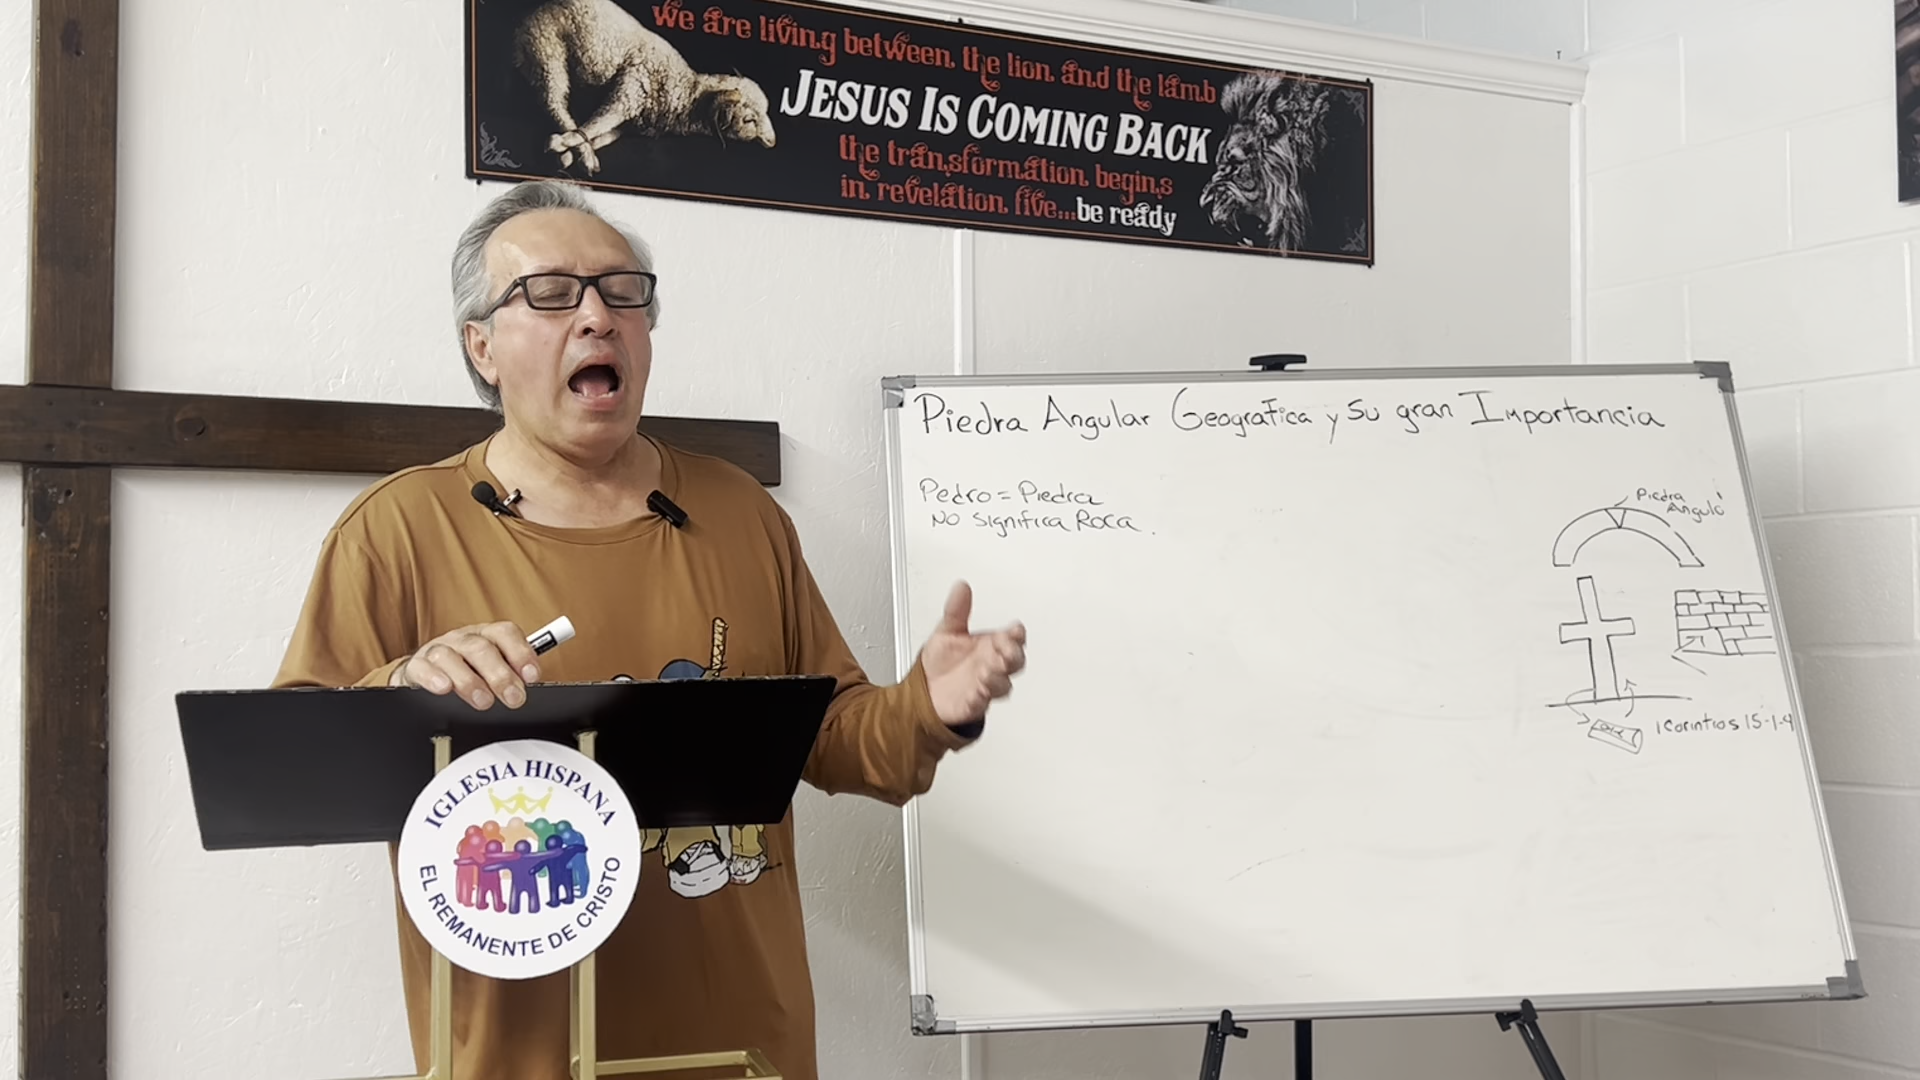 we are living between the lion and the lamb
JESUS IS COMING BACK
the transformation begins
in revelation five...be ready
Piedra Angular Geografica y su gran Importancia
Pedro = Piedra
No significa Roca.
Piedra
Angulo
1 Corintios 15-1-4
IGLESIA HISPANA
EL REMANENTE DE CRISTO